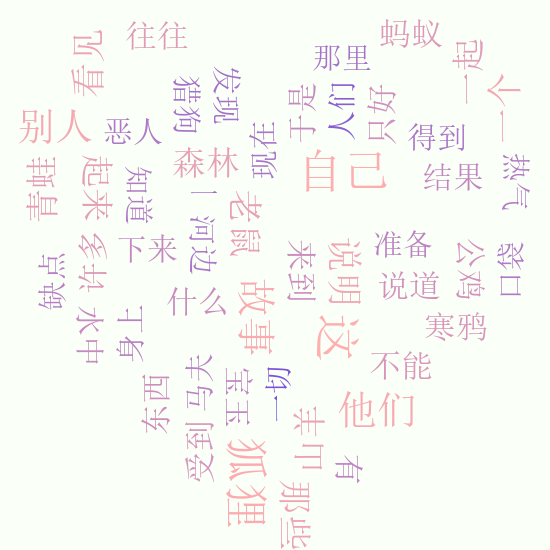 看见
往往
那里
蚂蚁
一起
一个
别人
恶人
猎狗
发现
现在
于是
人们
只好
得到
热气
青蛙
起来
知道
森林
自己
结果
一
河边
老鼠
缺点
许多
下来
来到
说明
准备
说道
公鸡
口袋
水中
身上
什么
故事
这
寒鸦
不能
东西
马夫
受到
宝玉
一切
他们
狐狸
羊山
那些
有